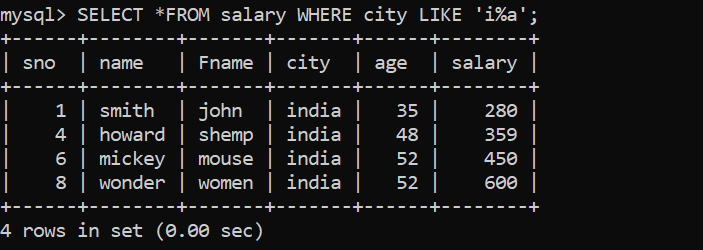 mysql> SELECT *FROM salary WHERE city LIKE 'i%a';
+------+--------+-------+-------+------+--------+
| sno  | name   | Fname | city  | age  | salary |
+------+--------+-------+-------+------+--------+
|    1 | smith  | john  | india |   35 |    280 |
|    4 | howard | shemp | india |   48 |    359 |
|    6 | mickey | mouse | india |   52 |    450 |
|    8 | wonder | women | india |   52 |    600 |
+------+--------+-------+-------+------+--------+
4 rows in set (0.00 sec)